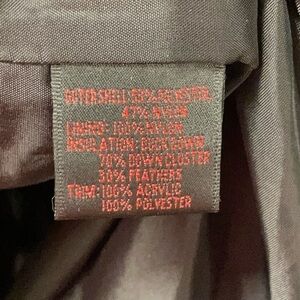 OUTER SHELL: 53% POLYESTER
47% NYLON
LINING: 100% NYLON
INSULATION: DUCK DOWN
70% DOWN CLUSTER
30% FEATHERS
TRIM: 100% ACRYLIC
100% POLYESTER